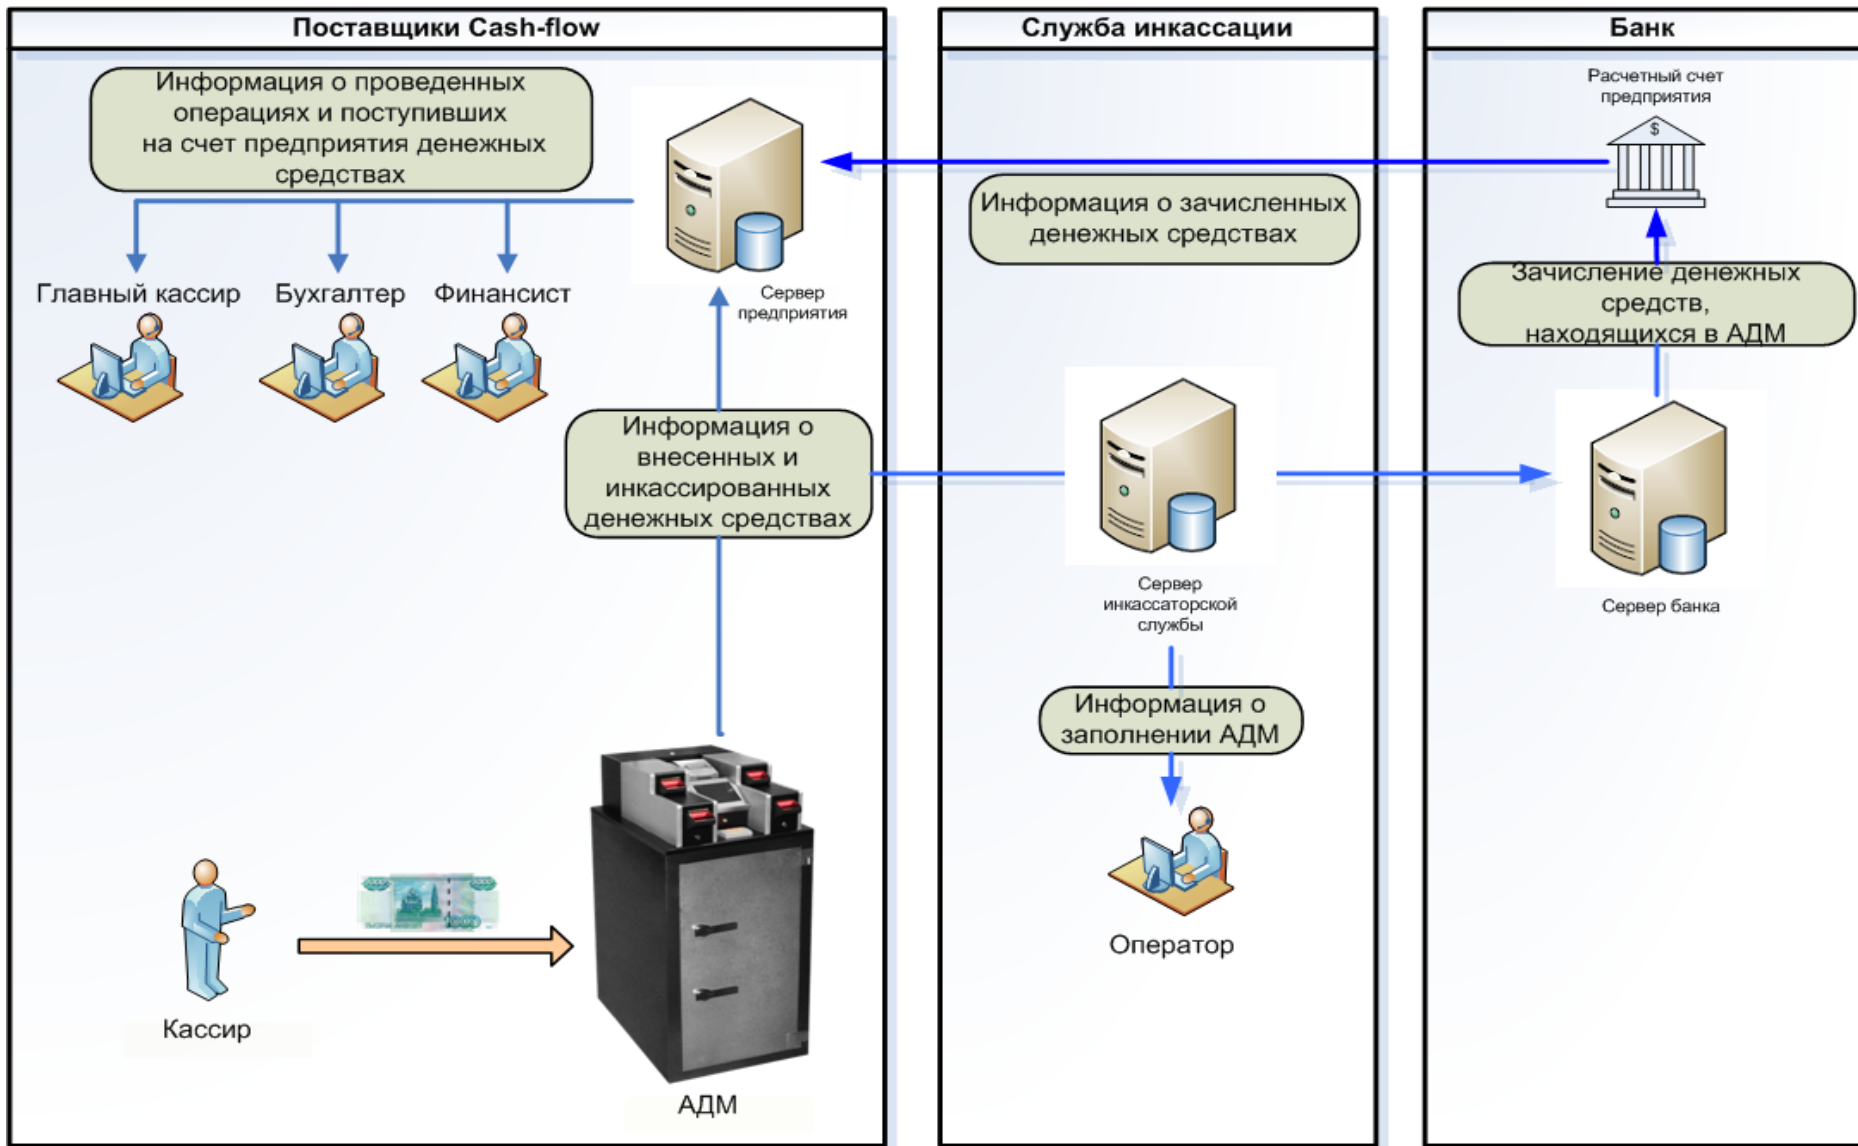 Поставщики Cash-flow
Информация о проведенных
операциях и поступивших
на счет предприятия денежных
средствах
Главный кассир
Бухгалтер
Финансист
Сервер
предприятия
Информация о
внесенных и
инкассированных
денежных средствах
Кассир
АДМ
Служба инкассации
Информация о зачисленных
денежных средствах
Сервер
инкассаторской
службы
Информация о
заполнении АДМ
Оператор
Банк
Расчетный счет
предприятия
$
Зачисление денежных
средств,
находящихся в АДМ
Сервер банка